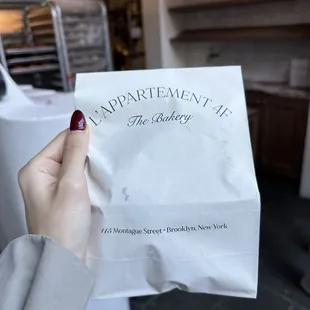 L'APPARTEMENT 4F
The Bakery
115 Montague Street • Brooklyn, New York